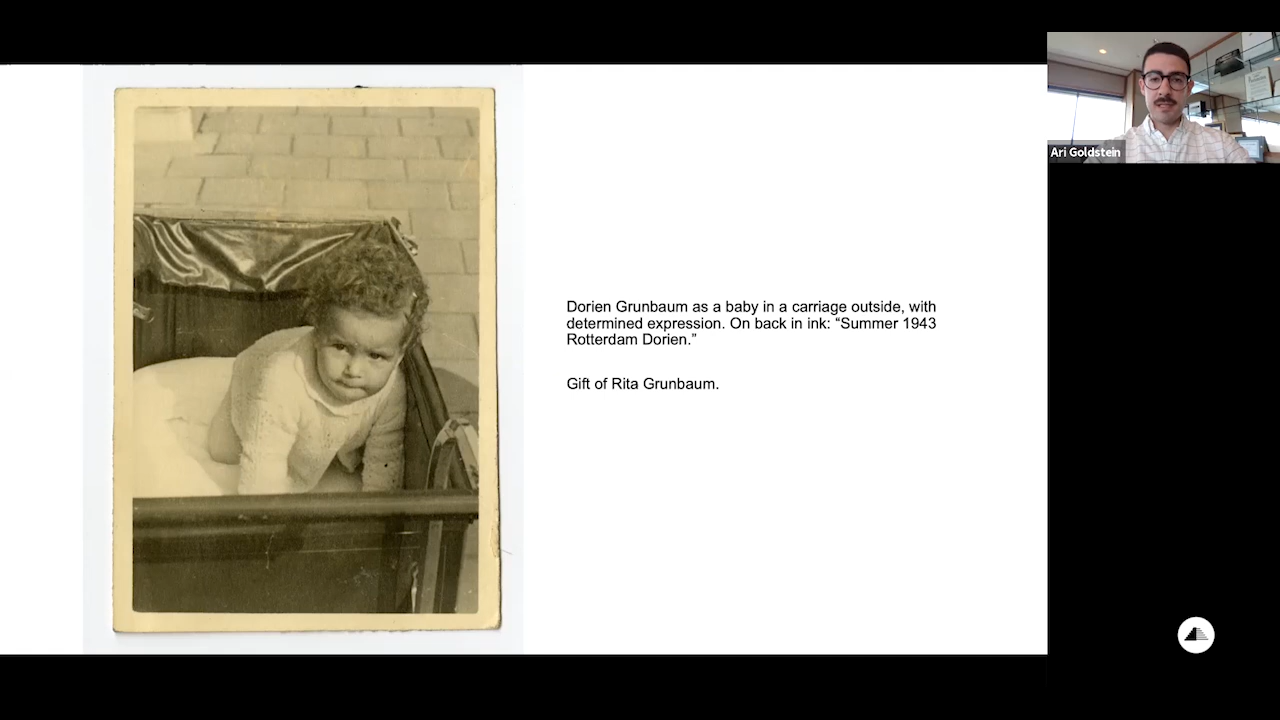 Dorien Grunbaum as a baby in a carriage outside, with
determined expression. On back in ink: “Summer 1943
Rotterdam Dorien.”
Gift of Rita Grunbaum.
Ari Goldstein